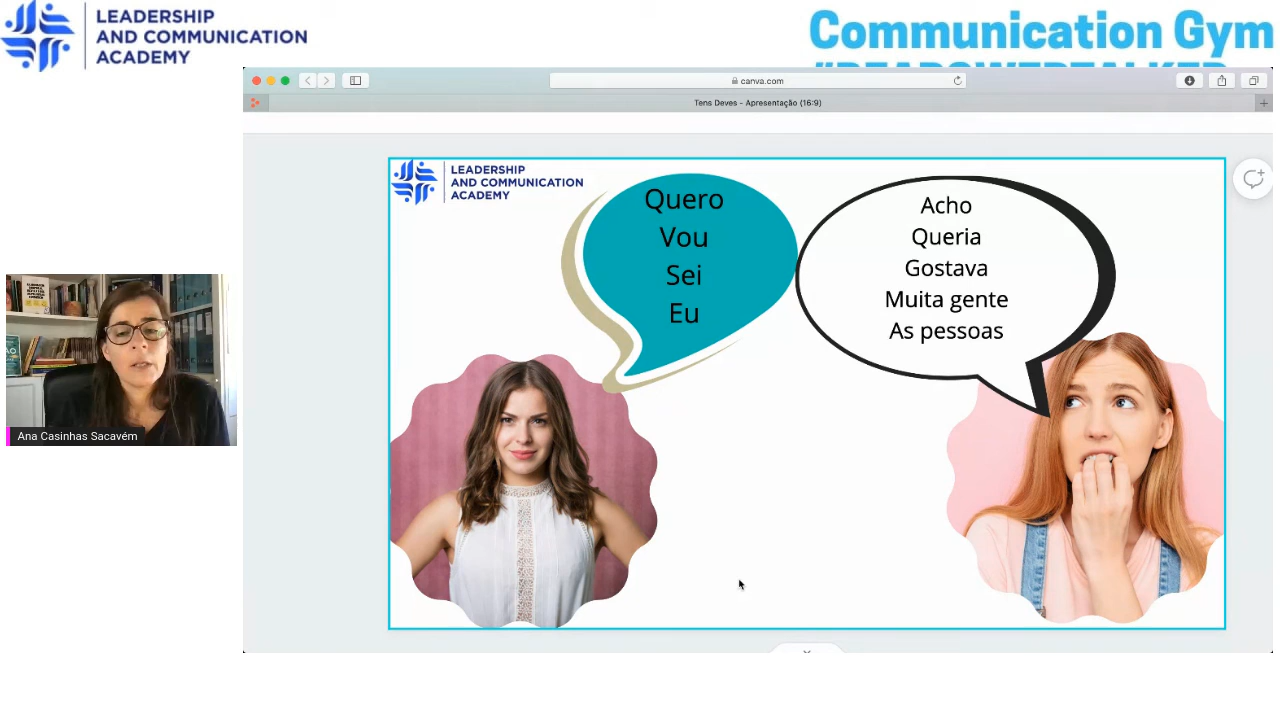 LEADERSHIP
AND COMMUNICATION
ACADEMY
Communication Gym
canva.com
Tens Deves - Apresentação (16:9)
LEADERSHIP
AND COMMUNICATION
ACADEMY
Quero
Vou
Sei
Eu
Acho
Queria
Gostava
Muita gente
As pessoas
Ana Casinhas Sacavém